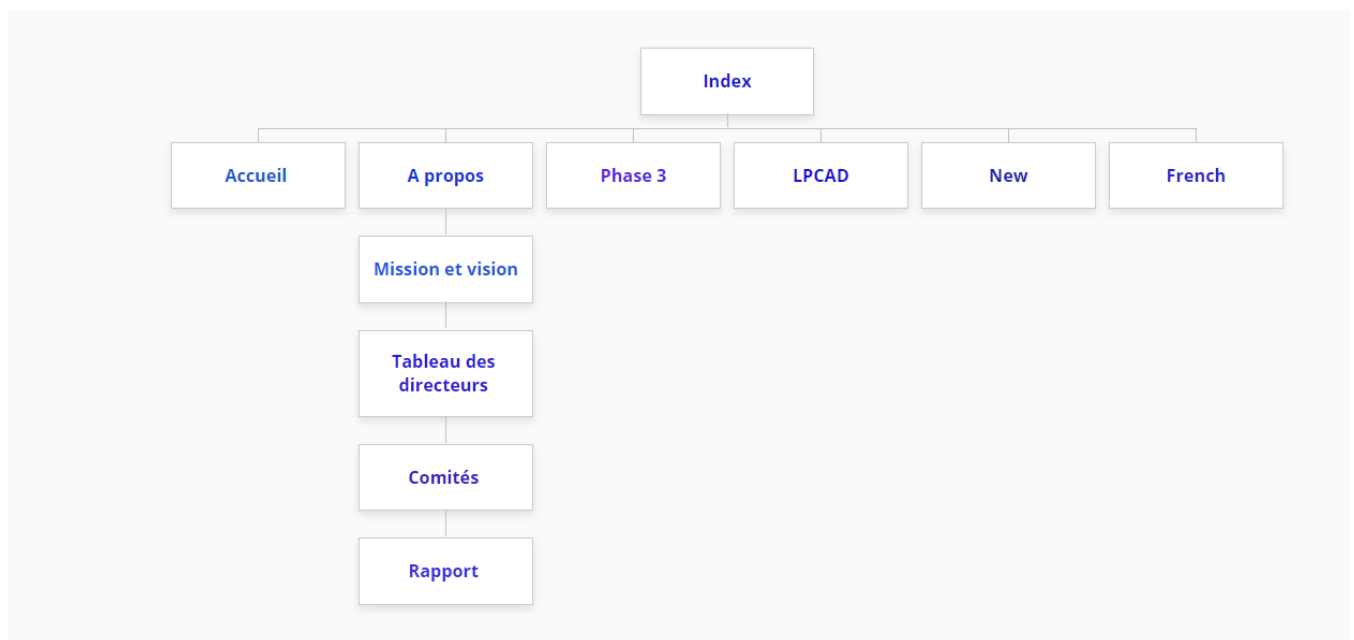 Index
Accueil
A propos
Phase 3
LPCAD
New
French
Mission et vision
Tableau des
directeurs
Comités
Rapport